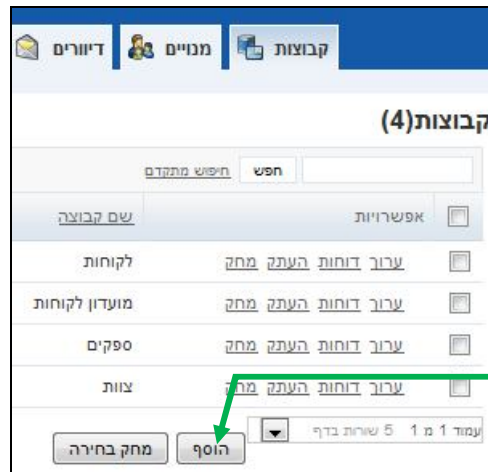 קבוצות מנויים דיוורים
קבוצות(4)
חפש חיפוש מתקדם
אפשרויות שם קבוצה
ערוך דוחות העתק מחק לקוחות
ערוך דוחות העתק מחק מועדון לקוחות
ערוך דוחות העתק מחק ספקים
ערוך דוחות העתק מחק צוות
עמוד 1 מ 1 5 שורות בדף
הוסף מחק בחירה